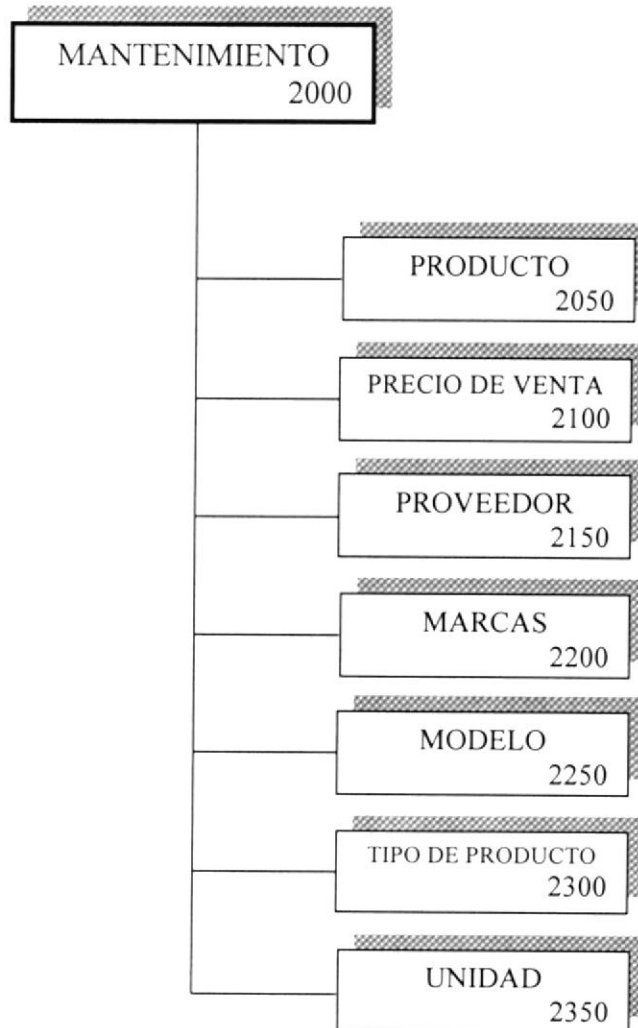 MANTENIMIENTO
2000
PRODUCTO
2050
PRECIO DE VENTA
2100
PROVEEDOR
2150
MARCAS
2200
MODELO
2250
TIPO DE PRODUCTO
2300
UNIDAD
2350